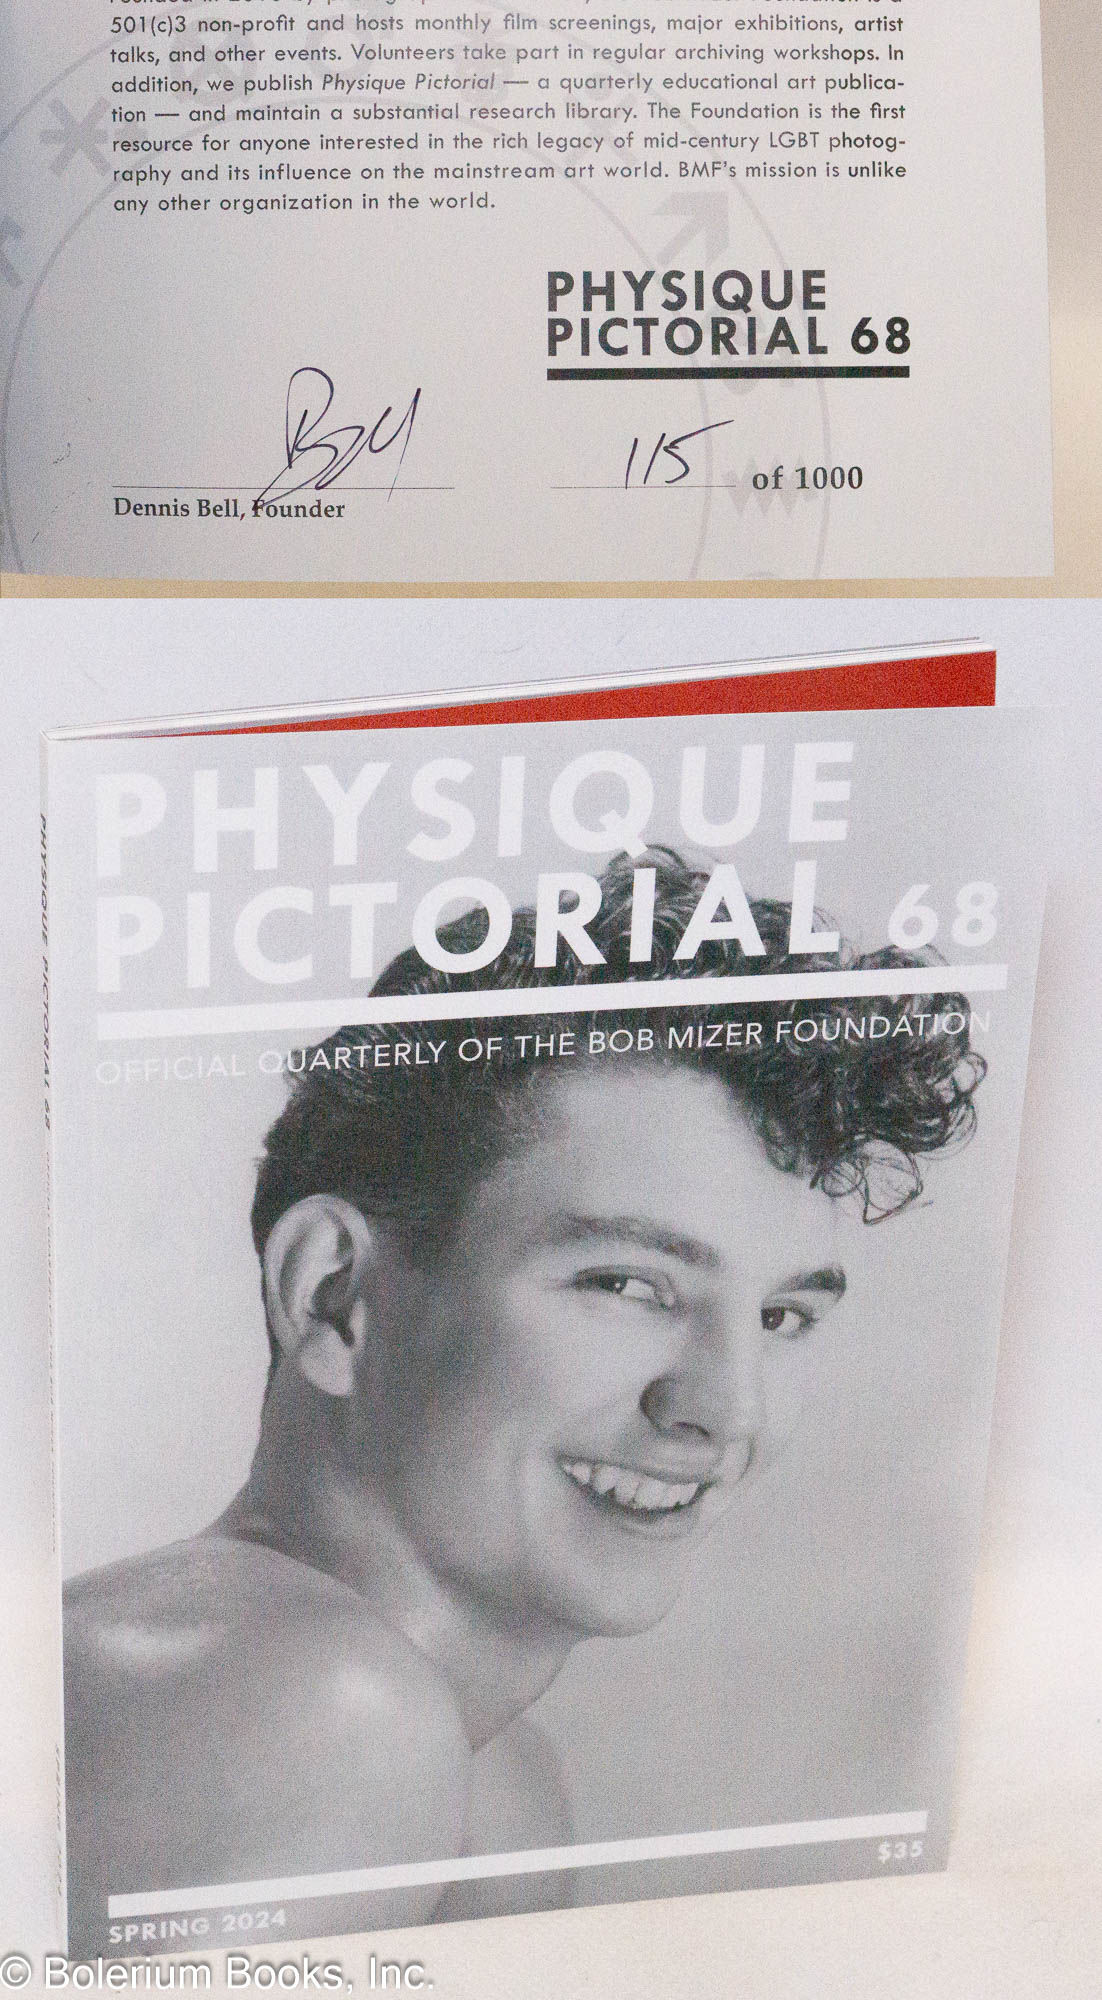 501(c)3 non-profit and hosts monthly film screenings, major exhibitions, artist
talks, and other events. Volunteers take part in regular archiving workshops. In
addition, we publish Physique Pictorial — a quarterly educational art publica-
tion — and maintain a substantial research library. The Foundation is the first
resource for anyone interested in the rich legacy of mid-century LGBT photog-
raphy and its influence on the mainstream art world. BMF's mission is unlike
any other organization in the world.
PHYSIQUE
PICTORIAL 68
Bell
115 of 1000
Dennis Bell, Founder
PHYSIQUE
PICTORIAL 68
OFFICIAL QUARTERLY OF THE BOB MIZER FOUNDATION
PHYSIQUE PICTORIAL 68
SPRING 2024
$35
SPRING 2024
© Bolerium Books, Inc.